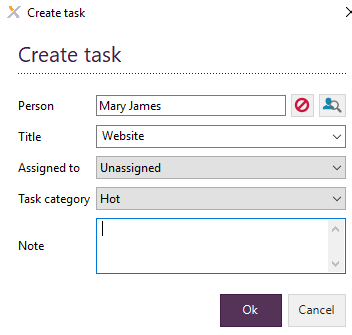 Create task
Create task
Person Mary James
Title Website
Assigned to Unassigned
Task category Hot
Note
Ok Cancel